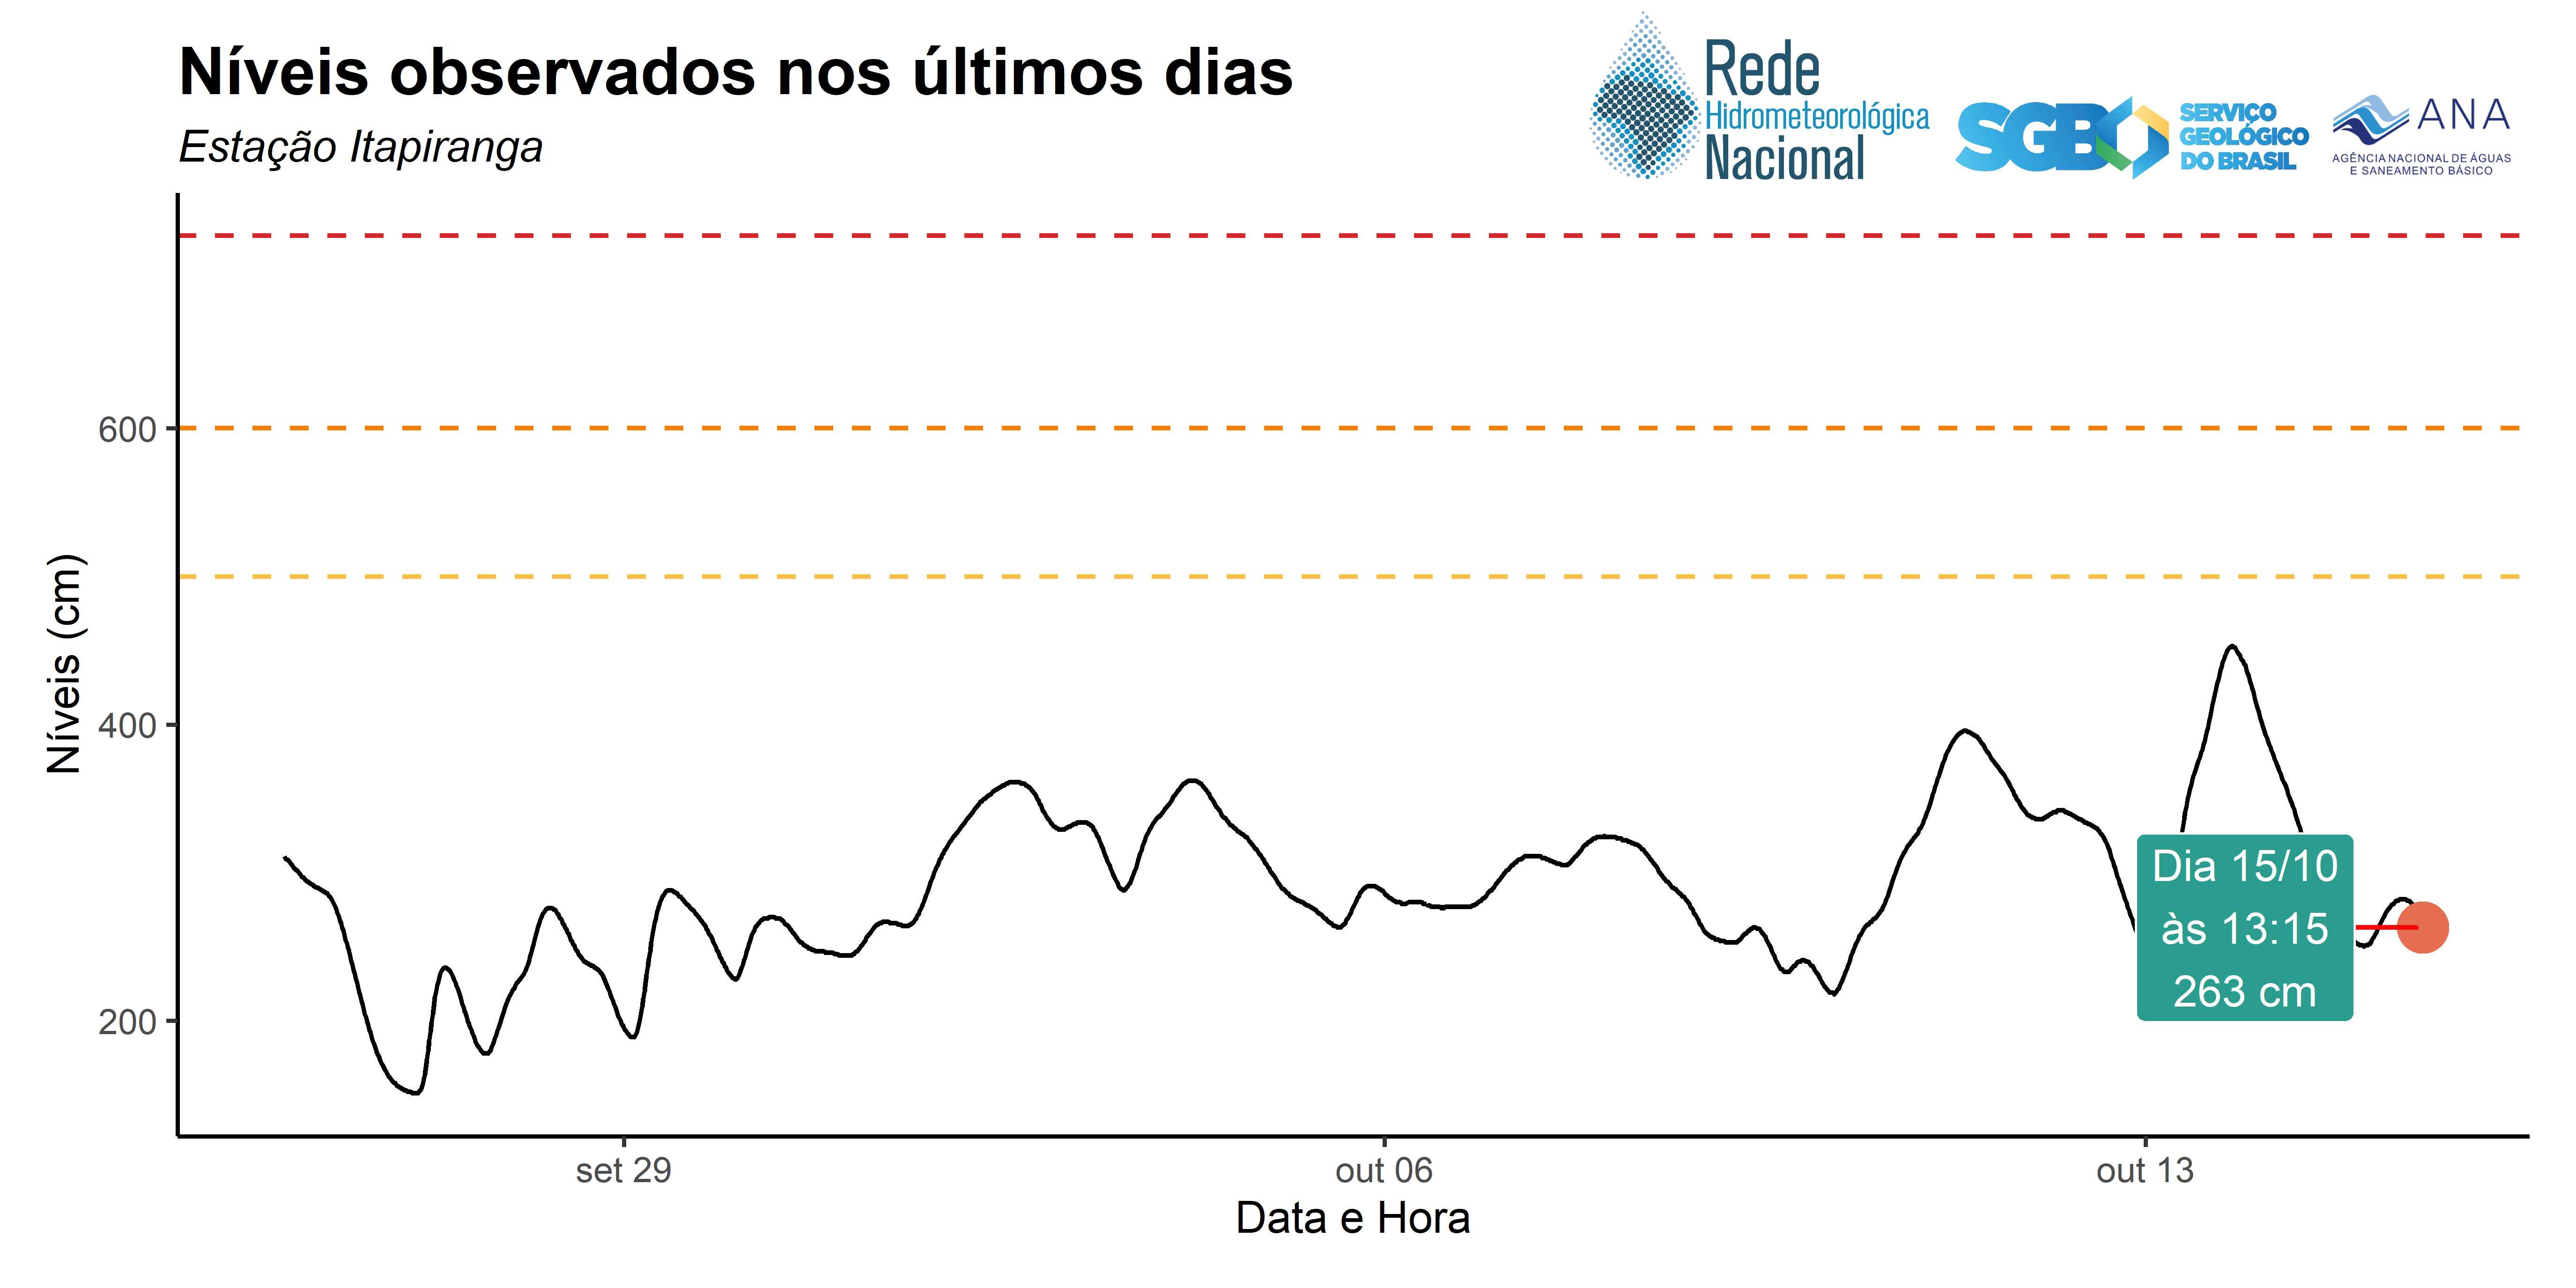 Níveis observados nos últimos dias
Estação Itapiranga
Rede
Hidrometeorológica
Nacional
SGB
SERVIÇO
GEOLÓGICO
DO BRASIL
ANA
AGÊNCIA NACIONAL DE ÁGUAS
E SANEAMENTO BÁSICO
Níveis (cm)
600
400
200
Dia 15/10
às 13:15
263 cm
set 29
out 06
out 13
Data e Hora